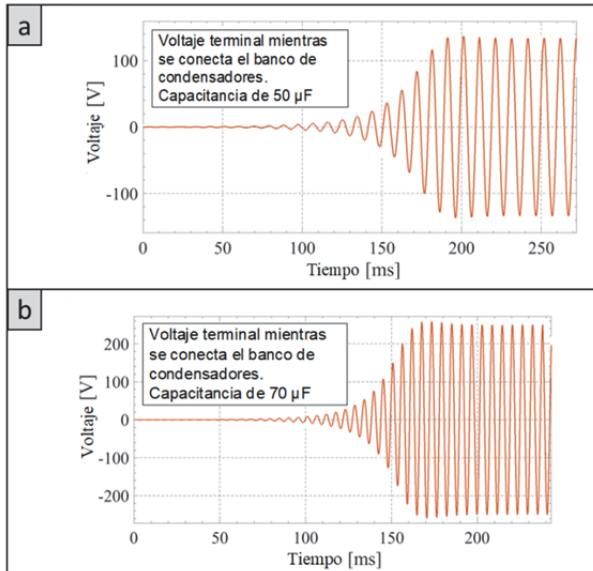 a
Voltaje terminal mientras
se conecta el banco de
condensadores.
Capacitancia de 50 µF
Voltaje [V]
100
0
-100
0 50 100 150 200 250
Tiempo [ms]
b
Voltaje terminal mientras
se conecta el banco de
condensadores.
Capacitancia de 70 µF
Voltaje [V]
200
100
0
-100
-200
0 50 100 150 200
Tiempo [ms]